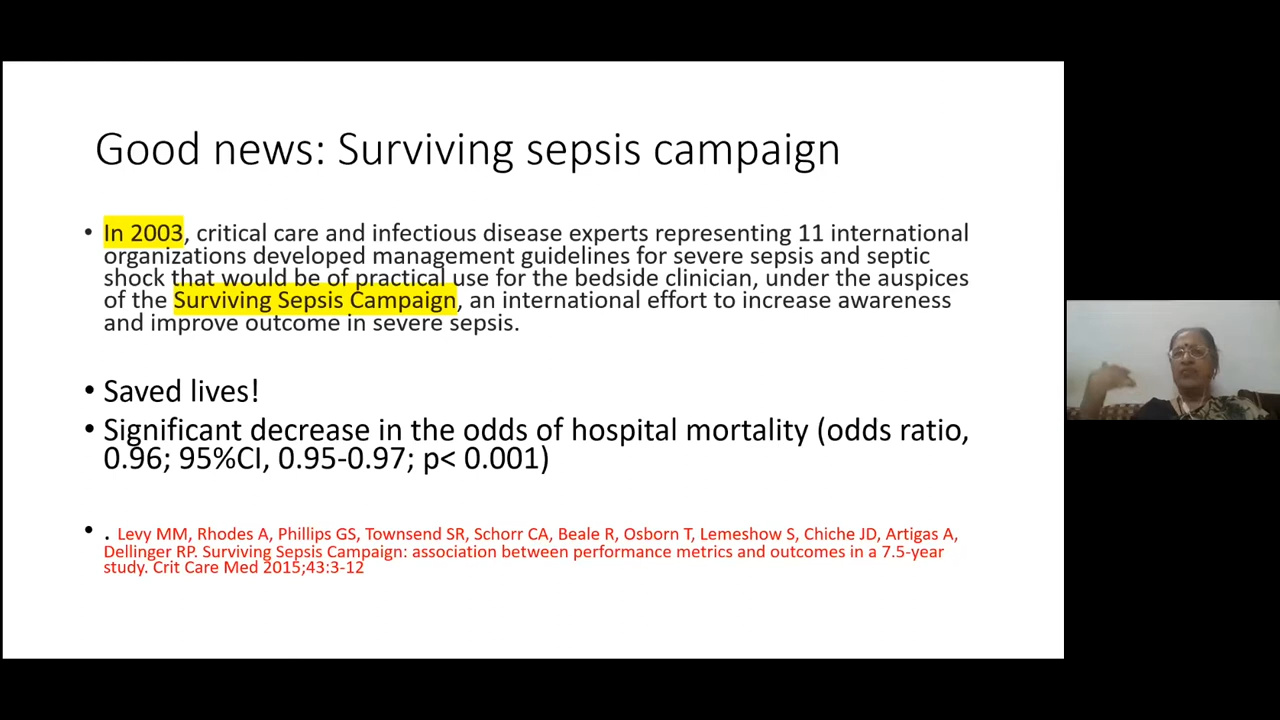 Good news: Surviving sepsis campaign
• In 2003, critical care and infectious disease experts representing 11 international
organizations developed management guidelines for severe sepsis and septic
shock that would be of practical use for the bedside clinician, under the auspices
of the Surviving Sepsis Campaign, an international effort to increase awareness
and improve outcome in severe sepsis.
• Saved lives!
• Significant decrease in the odds of hospital mortality (odds ratio,
0.96; 95%CI, 0.95-0.97; p< 0.001)
• . Levy MM, Rhodes A, Phillips GS, Townsend SR, Schorr CA, Beale R, Osborn T, Lemeshow S, Chiche JD, Artigas A,
Dellinger RP. Surviving Sepsis Campaign: association between performance metrics and outcomes in a 7.5-year
study. Crit Care Med 2015;43:3-12